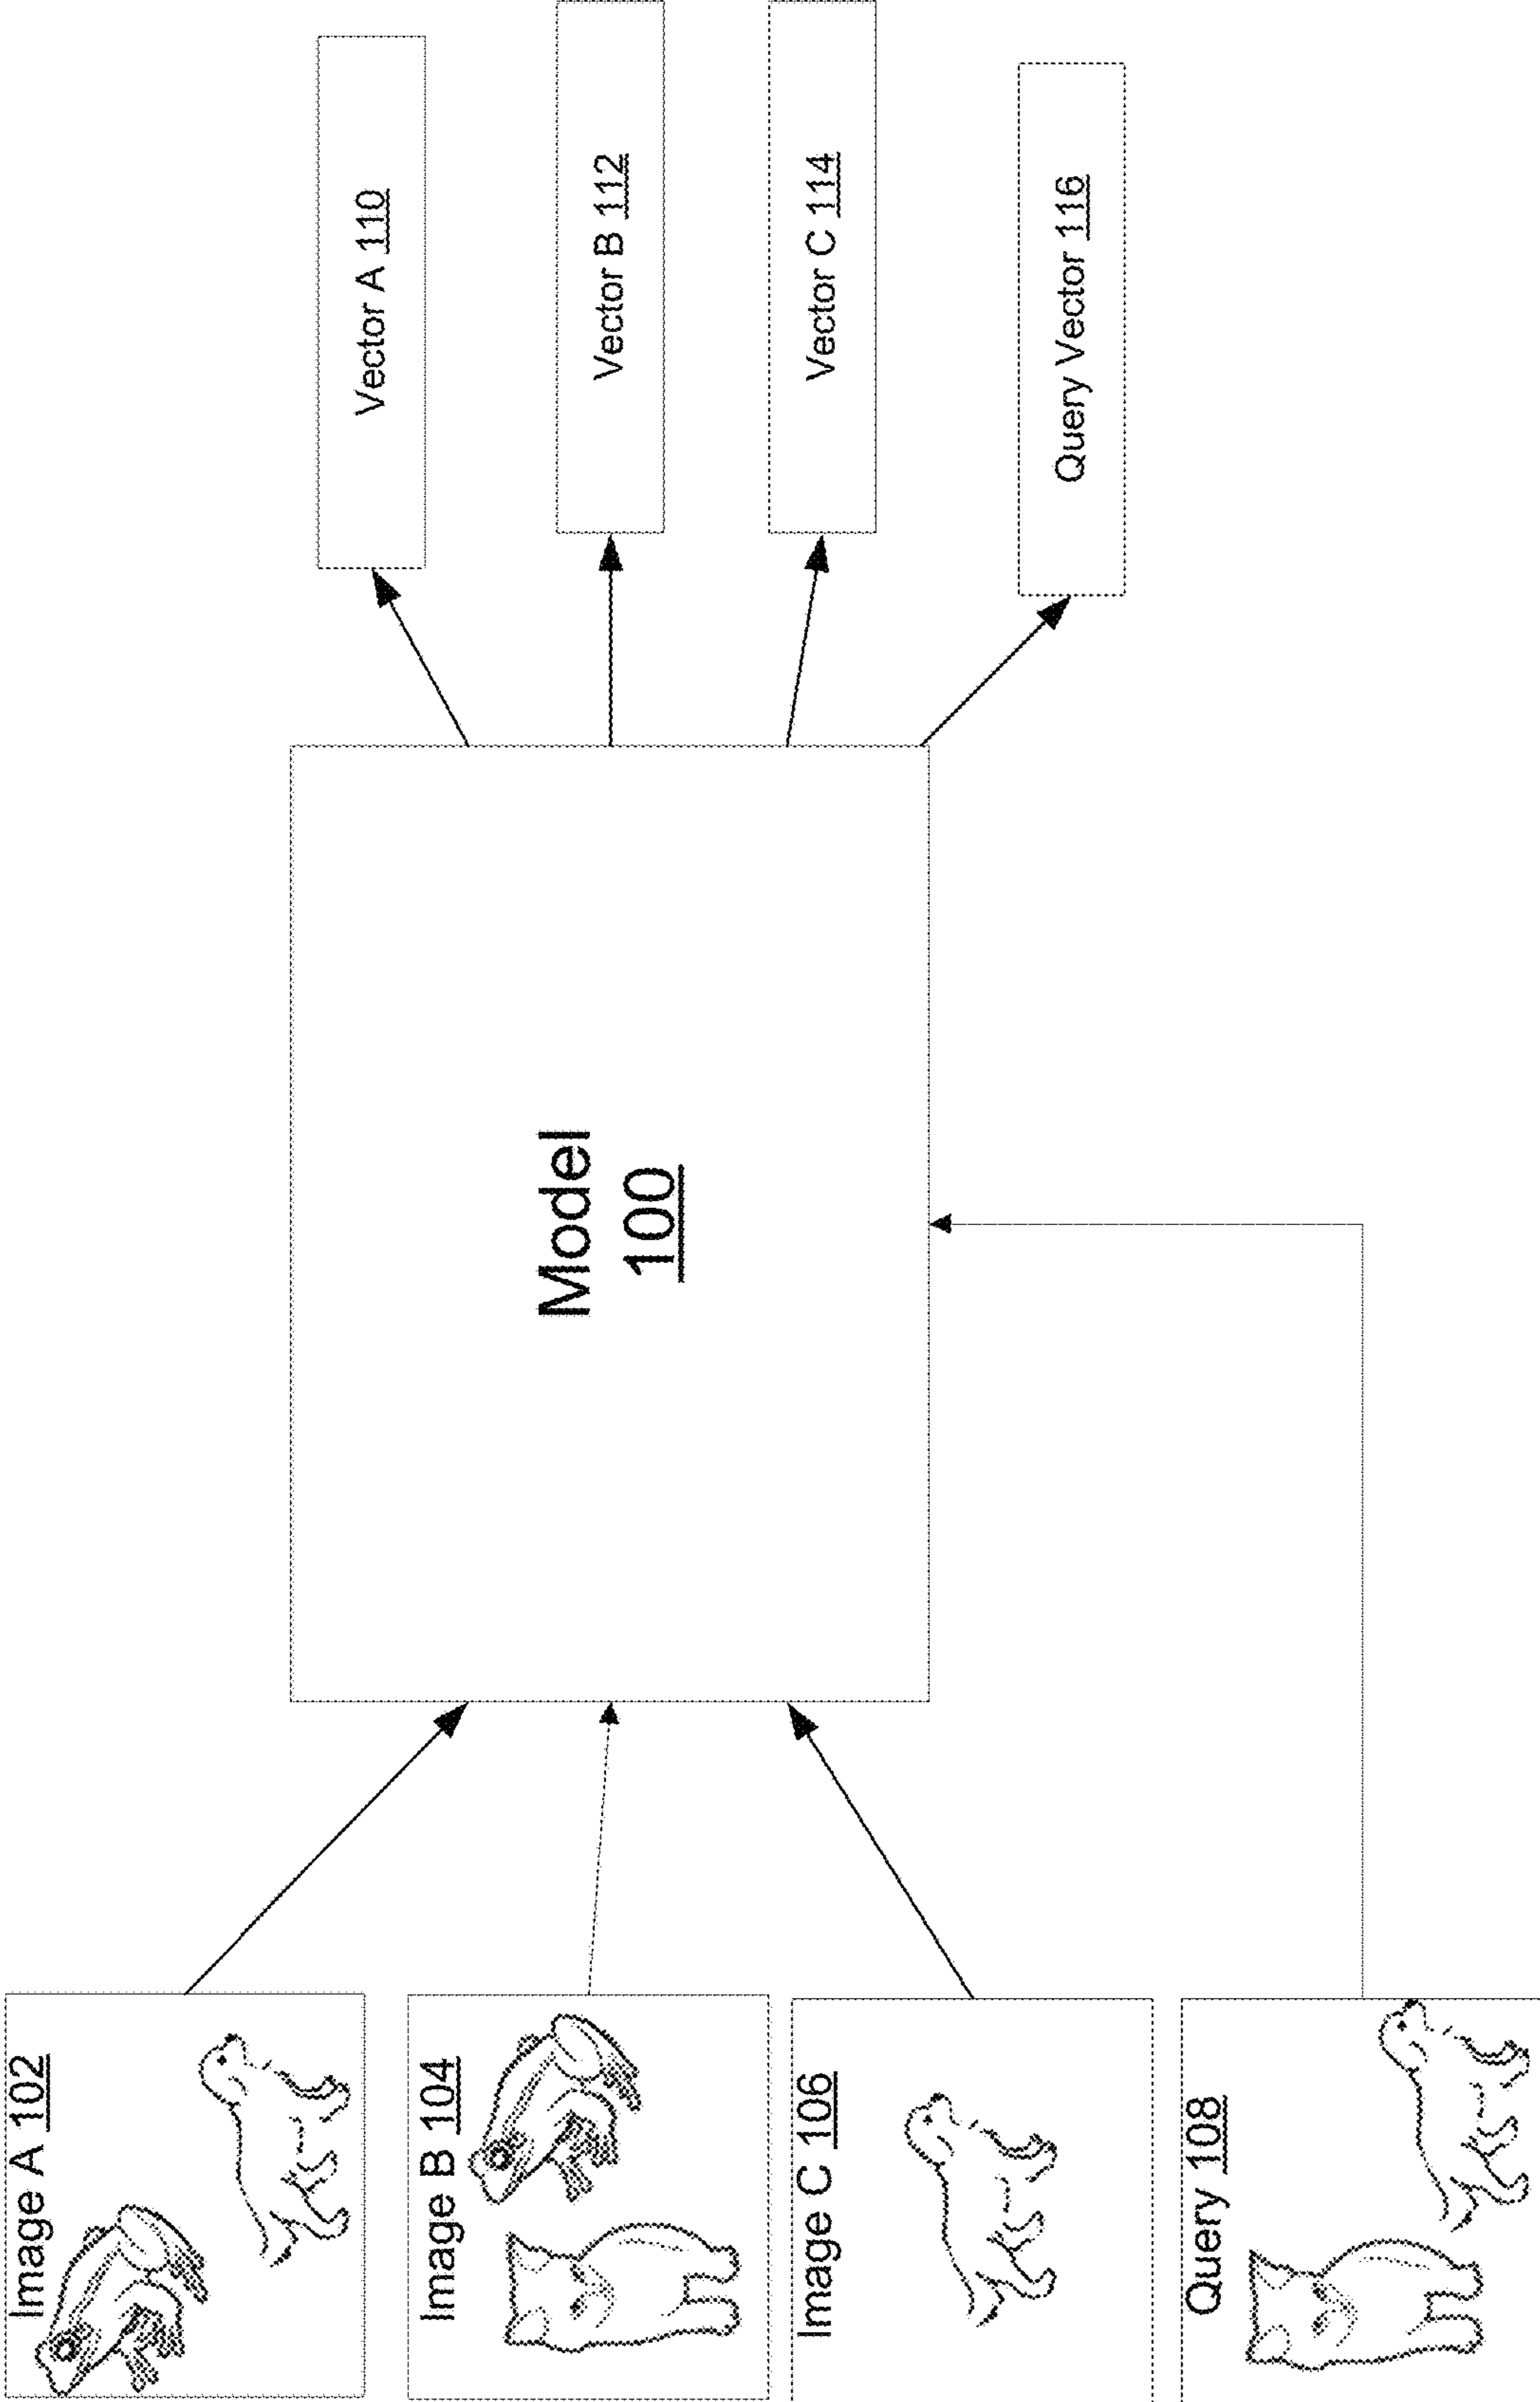 Image A 102
Image B 104
Image C 106
Query 108
Model
100
Vector A 110
Vector B 112
Vector C 114
Query Vector 116